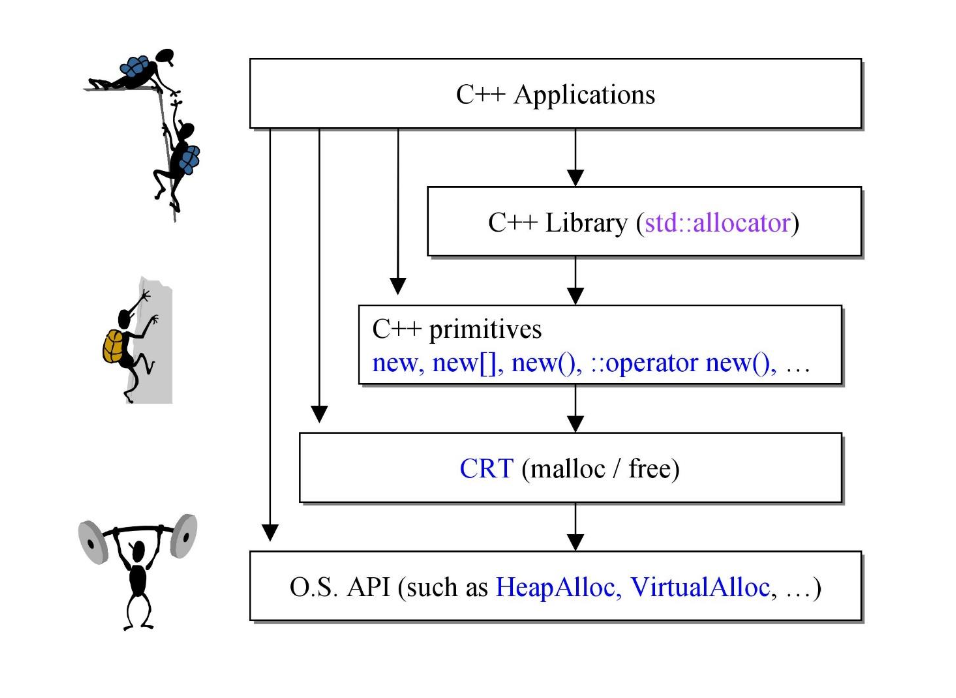 C++ Applications
C++ Library (std::allocator)
C++ primitives
new, new[], new(), ::operator new(), …
CRT (malloc / free)
O.S. API (such as HeapAlloc, VirtualAlloc, …)